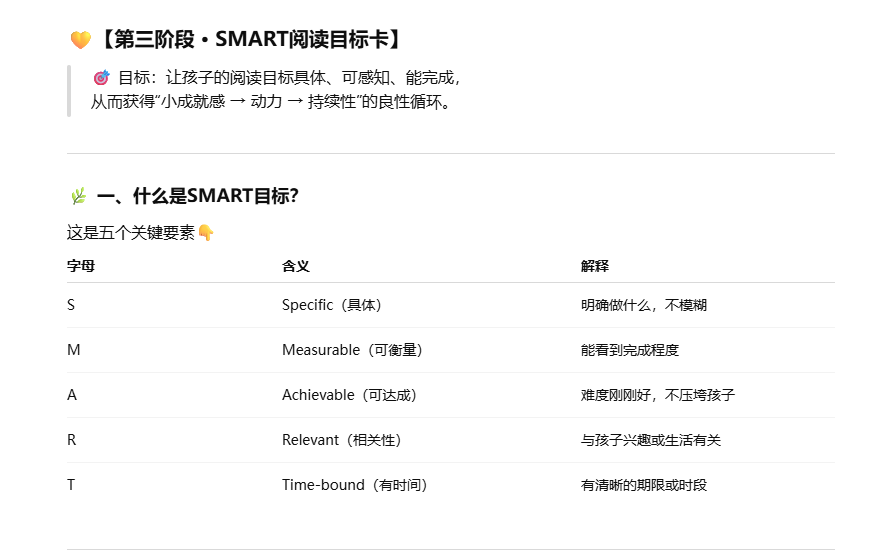 💛【第三阶段 · SMART阅读目标卡】
🎯 目标：让孩子的阅读目标具体、可感知、能完成，
从而获得“小成就感 → 动力 → 持续性”的良性循环。
🌿 一、什么是SMART目标？
这是五个关键要素👇
字母 含义 解释
S Specific（具体） 明确做什么，不模糊
M Measurable（可衡量） 能看到完成程度
A Achievable（可达成） 难度刚刚好，不压垮孩子
R Relevant（相关性） 与孩子兴趣或生活有关
T Time-bound（有时间） 有清晰的期限或时段